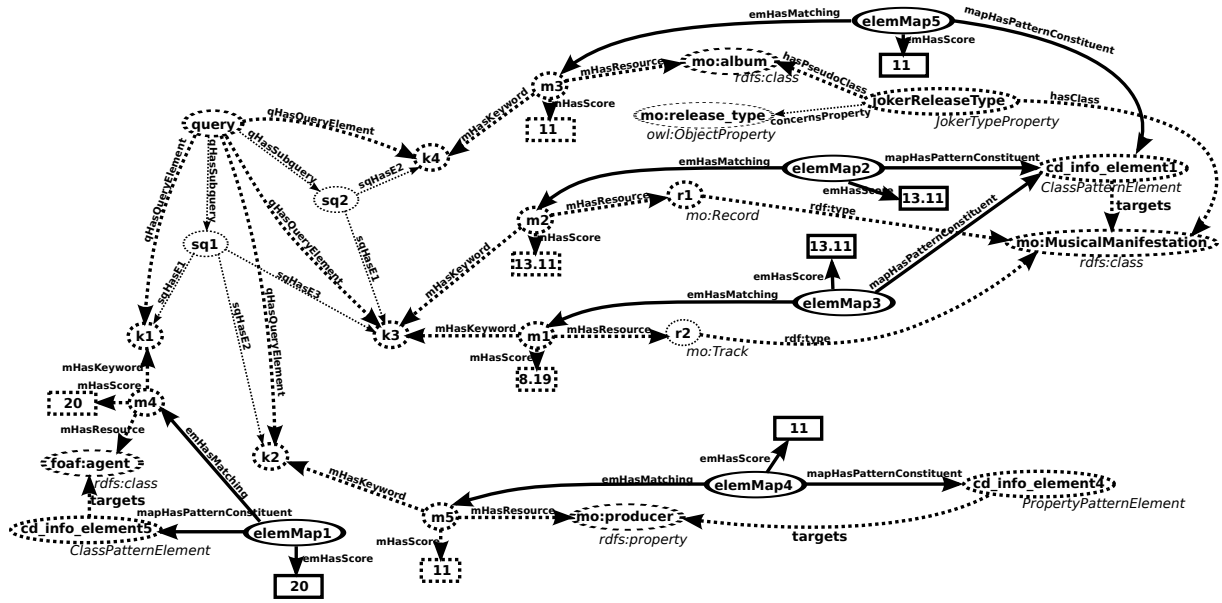 emHasMatching
elemMap5
mapHasPatternConstituent
emHasScore
11
mo:album
rdfs:class
mHasResource
hasPseudoClass
m3
mHasScore
11
mHasKeyword
jokerReleaseType
JokerTypeProperty
hasClass
mo:release_type
owl:ObjectProperty
concernsProperty
query
qHasQueryElement
k4
qHasSubquery
qHasSubquery
qHasQueryElement
sqHasE2
sq2
emHasMatching
elemMap2
mapHasPatternConstituent
cd_info_element1
ClassPatternElement
emHasScore
13.11
targets
mHasResource
r1
mo:Record
rdf:type
m2
mHasScore
13.11
mo:MusicalManifestation
rdfs:class
sq1
qHasQueryElement
qHasQueryElement
sqHasE1
mHasKeyword
13.11
emHasScore
mapHasPatternConstituent
sqHasE1
sqHasE3
sqHasE2
emHasMatching
elemMap3
k1
k3
mHasKeyword
m1
mHasResource
r2
mo:Track
rdf:type
mHasScore
8.19
mHasKeyword
mHasScore
20
m4
mHasResource
emHasMatching
11
k2
foaf:agent
rdfs:class
targets
mHasKeyword
emHasScore
emHasMatching
elemMap4
mapHasPatternConstituent
cd_info_element4
PropertyPatternElement
mapHasPatternConstituent
cd_info_element5
ClassPatternElement
elemMap1
emHasScore
20
m5
mHasResource
mo:producer
rdfs:property
targets
mHasScore
11